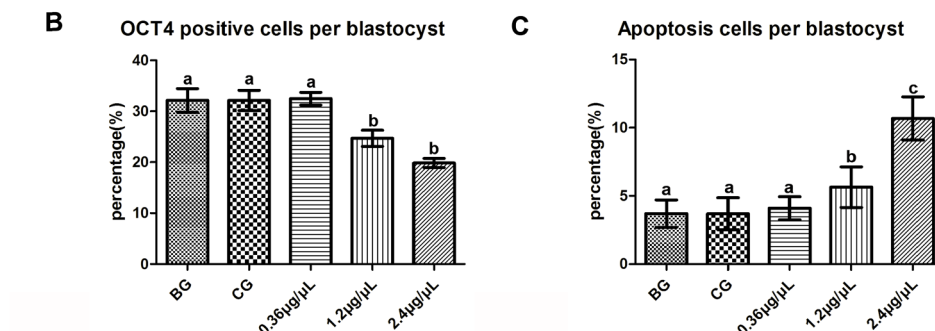 B
OCT4 positive cells per blastocyst
percentage(%)
40
30
20
10
0
a
a
a
b
b
BG
CG
0.36µg/µL
1.2µg/µL
2.4µg/µL
C
Apoptosis cells per blastocyst
percentage(%)
15
10
5
0
a
a
a
b
c
BG
CG
0.36µg/µL
1.2µg/µL
2.4µg/µL